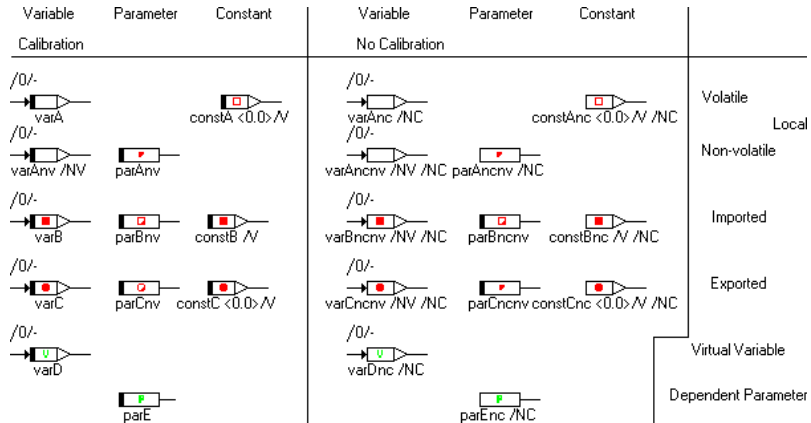 Variable Parameter Constant Variable Parameter Constant
Calibration No Calibration
/0/- /0/-
varA constA <0.0>/V varAnc /NC constAnc <0.0>/V /NC Volatile
Local
/0/- /0/-
varAnv /NV parAnv varAncnv /NV /NC parAncnv /NC Non-volatile
/0/- /0/-
varB parBnv constB /V varBncnv /NV /NC parBncnv constBnc /V /NC Imported
/0/- /0/-
varC parCnv constC <0.0>/V varCncnv /NV /NC parCncnv constCnc <0.0>/V /NC Exported
/0/- /0/-
V V
varD varDnc /NC Virtual Variable
P P
parE parEnc /NC Dependent Parameter